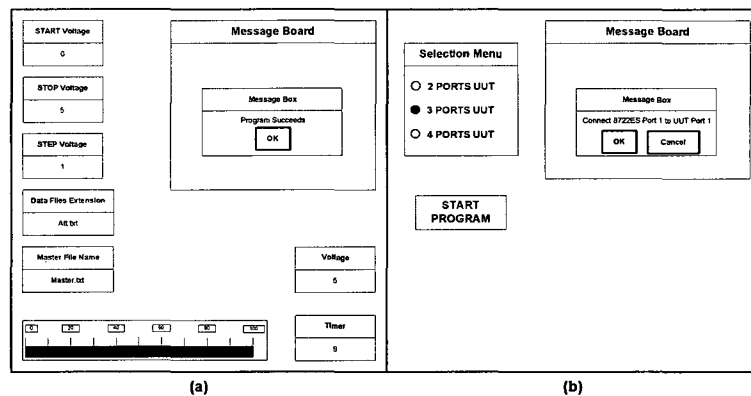 START Voltage
0
STOP Voltage
5
STEP Voltage
1
Data Files Extension
Att.txt
Master File Name
Master.txt
0 20 40 60 80 100
Message Board
Message Box
Program Succeeds
OK
Voltage
5
Timer
9
(a)
Selection Menu
2 PORTS UUT
3 PORTS UUT
4 PORTS UUT
START
PROGRAM
Message Board
Message Box
Connect 8722ES Port 1 to UUT Port 1
OK Cancel
(b)